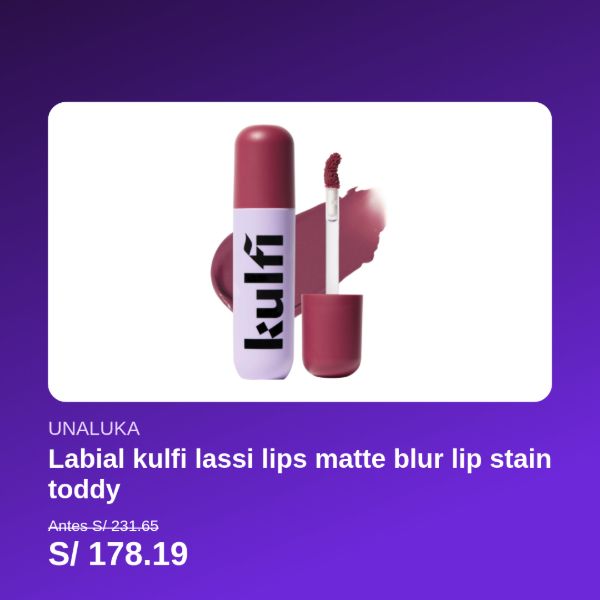 kulfi
UNALUKA
Labial kulfi lassi lips matte blur lip stain
toddy
Antes S/ 231.65
S/ 178.19